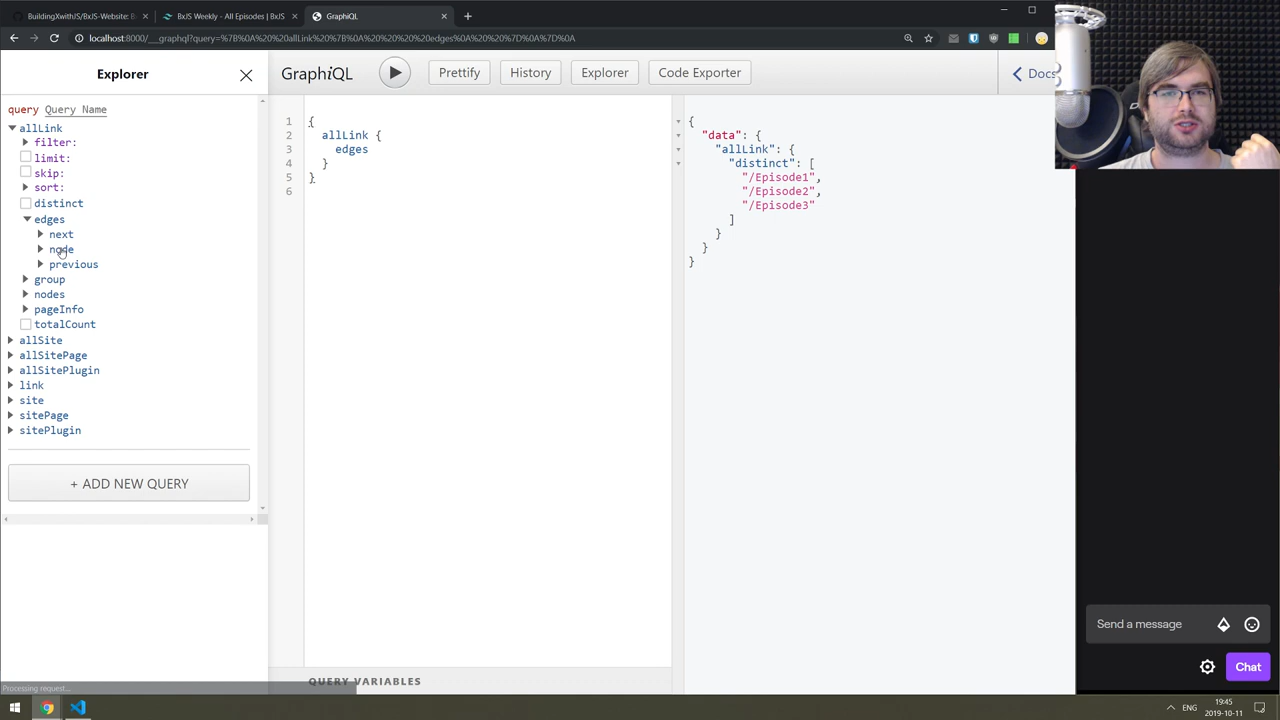 BuildingXwithJS/BxJS-Website: B
BxJS Weekly - All Episodes | BxJS
GraphiQL
localhost:8000/___graphql?query=%7B%0A%20%20allLink%20%7B%0A%20%20%20%20edges%0A%20%20%7D%0A%7D%0A
Explorer
GraphiQL
Prettify
History
Explorer
Code Exporter
Docs
query Query Name
allLink
filter:
limit:
skip:
sort:
distinct
edges
next
node
previous
group
nodes
pageInfo
totalCount
allSite
allSitePage
allSitePlugin
link
site
sitePage
sitePlugin
+ ADD NEW QUERY
Processing request...
1 {
2 allLink {
3 edges
4 }
5 }
6
QUERY VARIABLES
{
"data": {
"allLink": {
"distinct": [
"/Episode1",
"/Episode2",
"/Episode3"
]
}
}
}
Send a message
Chat
ENG
19:45
2019-10-11